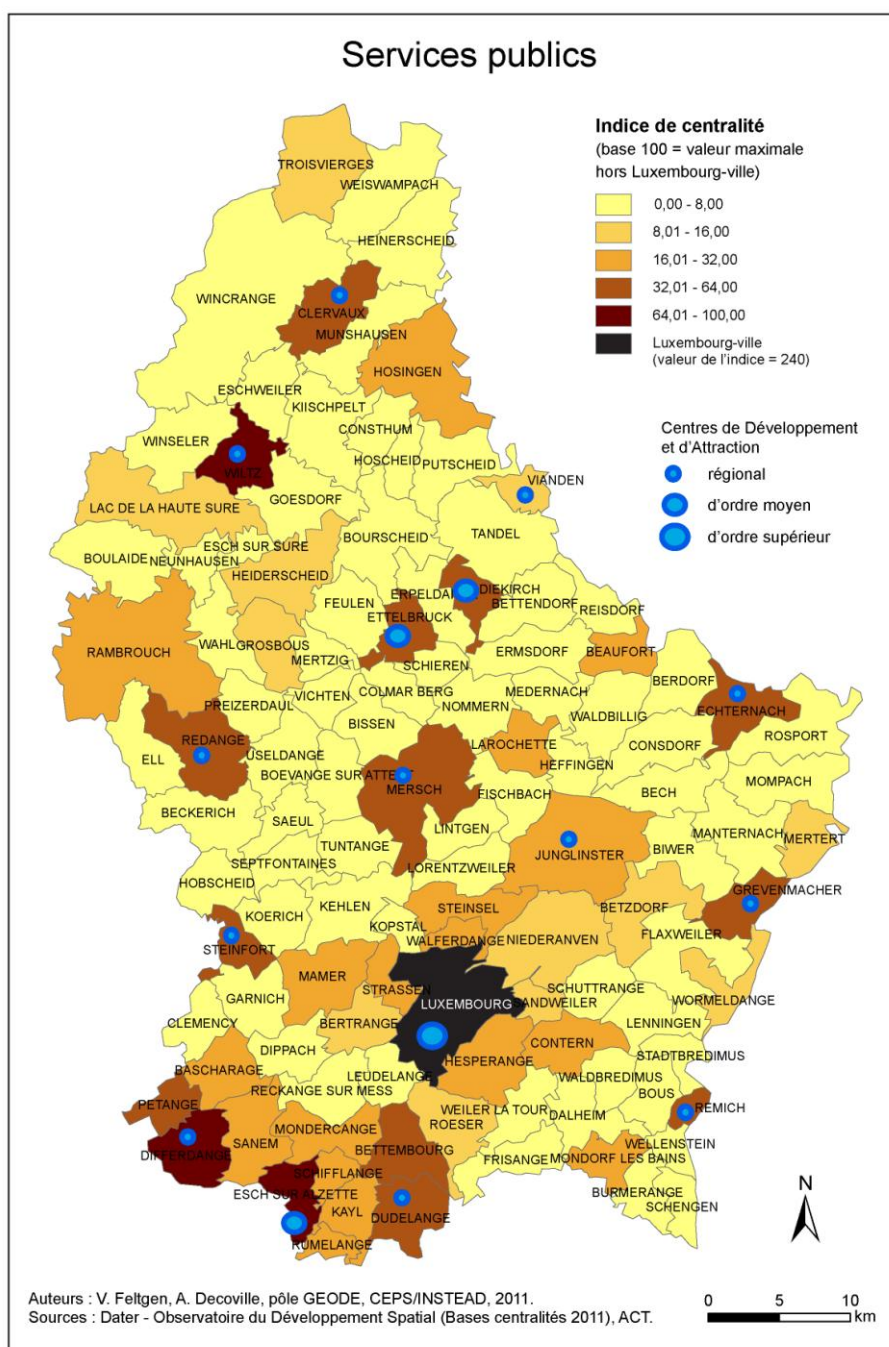 Services publics
Indice de centralité
(base 100 = valeur maximale
hors Luxembourg-ville)
0,00 - 8,00
8,01 - 16,00
16,01 - 32,00
32,01 - 64,00
64,01 - 100,00
Luxembourg-ville
(valeur de l'indice = 240)
Centres de Développement
et d'Attraction
régional
d'ordre moyen
d'ordre supérieur
TROISVIERGES
WEISWAMPACH
HEINERSCHEID
WINCRANGE
CLERVAUX
MUNSHAUSEN
HOSINGEN
ESCHWEILER
KIISCHPELT
WINSELER
CONSTHUM
WILTZ
HOSCHEID
PUTSCHEID
VIANDEN
GOESDORF
LAC DE LA HAUTE SURE
BOURSCHEID
TANDEL
BOULAIDE
ESCH SUR SURE
NEUNHAUSEN
HEIDERSCHEID
DIEKIRCH
FEULEN
BETTENDORF
REISDORF
ETTELBRUCK
RAMBROUCH
WAHL
GROSBOUS
MERTZIG
SCHIEREN
ERMSDORF
BEAUFORT
BERDORF
ECHTERNACH
PREIZERDAUL
VICHTEN
COLMAR BERG
NOMMERN
MEDERNACH
WALDBILLIG
ROSPORT
REDANGE
BISSEN
ELL
USELDANGE
LAROCHETTE
CONSDORF
HEFFINGEN
MERSCH
MOMPACH
BECKERICH
FISCHBACH
BECH
SAEUL
LINTGEN
TUNTANGE
MANTERNACH
MERTERT
JUNGLINSTER
BIWER
SEPTFONTAINES
LORENTZWEILER
HOBSCHEID
GREVENMACHER
KEHLEN
STEINSEL
BETZDORF
KOERICH
KOPSTAL
FLAXWEILER
STEINFORT
WALFERDANGE
NIEDERANVEN
MAMER
STRASSEN
SCHUTTRANGE
GARNICH
LUXEMBOURG
SANDWEILER
WORMELDANGE
CLEMENCY
BERTRANGE
LENNINGEN
DIPPACH
CONTERN
STADTBREDIMUS
HESPERANGE
BASCHARAGE
LEUDELANGE
WALDBREDIMUS
RECKANGE SUR MESS
BOUS
PETANGE
WEILER LA TOUR
DALHEIM
REMICH
ROESER
MONDERCANGE
DIFFERDANGE
SANEM
BETTEMBOURG
WELLENSTEIN
FRISANGE
MONDORF LES BAINS
SCHIFFLANGE
ESCH SUR ALZETTE
BURMERANGE
KAYL
DUDELANGE
SCHENGEN
RUMELANGE
N
0 5 10
km
Auteurs : V. Feltgen, A. Decoville, pôle GEODE, CEPS/INSTEAD, 2011.
Sources : Dater - Observatoire du Développement Spatial (Bases centralités 2011), ACT.